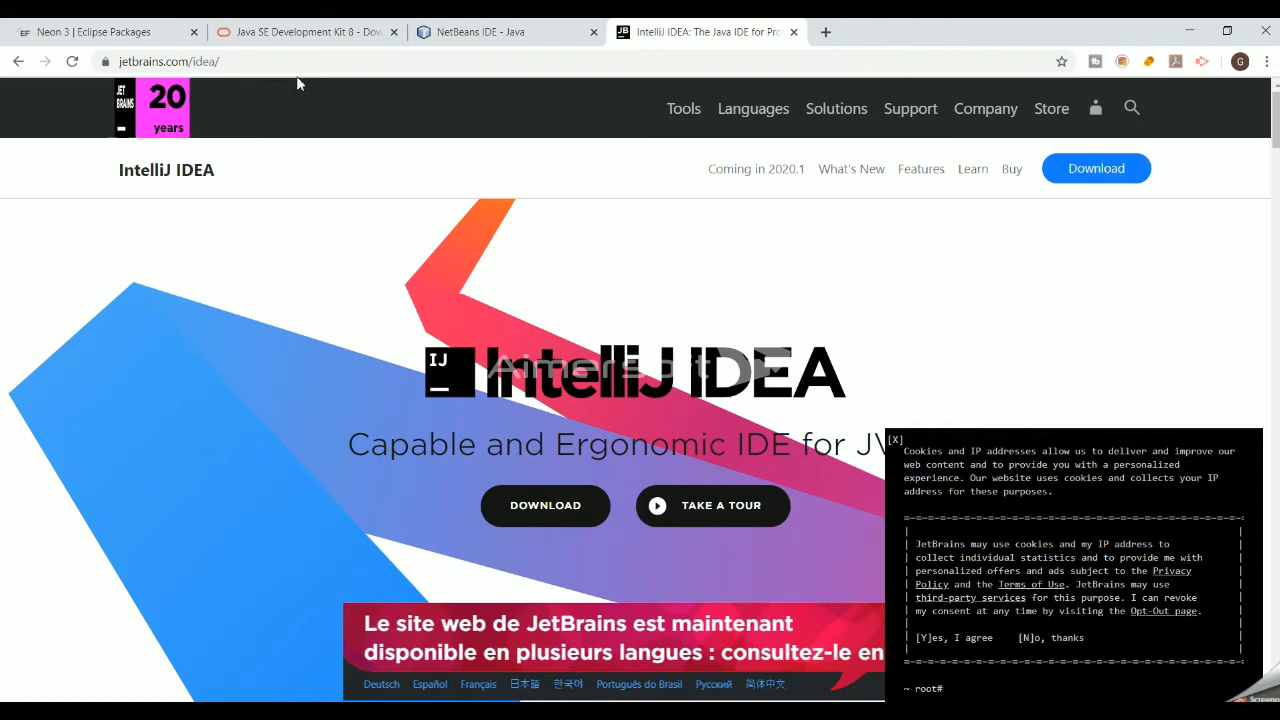 Neon 3 | Eclipse Packages
Java SE Development Kit 8 - Dow
NetBeans IDE - Java
JB
IntelliJ IDEA: The Java IDE for Pro
jetbrains.com/idea/
G
JET
BRAINS
20
years
Tools
Languages
Solutions
Support
Company
Store
IntelliJ IDEA
Coming in 2020.1
What's New
Features
Learn
Buy
Download
IJ
IntelliJ IDEA
Aimersoft
Capable and Ergonomic IDE for JV
DOWNLOAD
TAKE A TOUR
[X]
Cookies and IP addresses allow us to deliver and improve our
web content and to provide you with a personalized
experience. Our website uses cookies and collects your IP
address for these purposes.
JetBrains may use cookies and my IP address to
collect individual statistics and to provide me with
personalized offers and ads subject to the Privacy
Policy and the Terms of Use. JetBrains may use
third-party services for this purpose. I can revoke
my consent at any time by visiting the Opt-Out page.
[Y]es, I agree [N]o, thanks
~ root#
Le site web de JetBrains est maintenant
disponible en plusieurs langues : consultez-le en
Deutsch Español Français 日本語 한국어 Português do Brasil Русский 简体中文